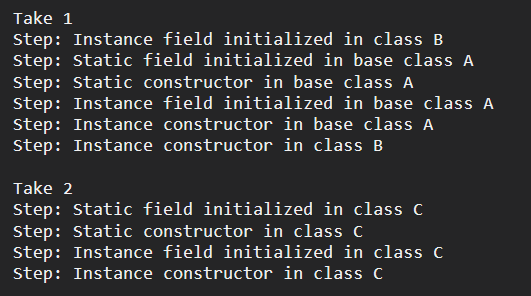 Take 1
Step: Instance field initialized in class B
Step: Static field initialized in base class A
Step: Static constructor in base class A
Step: Instance field initialized in base class A
Step: Instance constructor in base class A
Step: Instance constructor in class B
Take 2
Step: Static field initialized in class C
Step: Static constructor in class C
Step: Instance field initialized in class C
Step: Instance constructor in class C